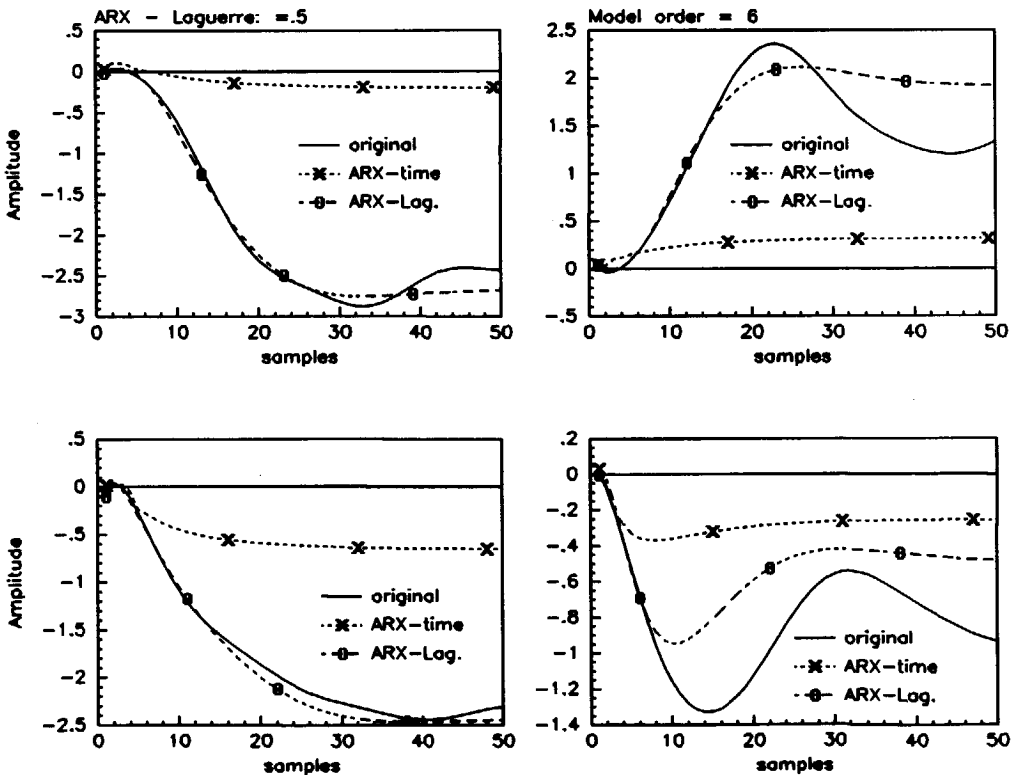 ARX - Laguerre: =.5
Model order = 6
.5
0
-.5
-1
-1.5
-2
-2.5
-3
Amplitude
original
ARX-time
ARX-Lag.
0 10 20 30 40 50
samples
2.5
2
1.5
1
.5
0
-.5
original
ARX-time
ARX-Lag.
0 10 20 30 40 50
samples
.5
0
-.5
-1
-1.5
-2
-2.5
Amplitude
original
ARX-time
ARX-Lag.
0 10 20 30 40 50
samples
.2
0
-.2
-.4
-.6
-.8
-1
-1.2
-1.4
original
ARX-time
ARX-Lag.
0 10 20 30 40 50
samples